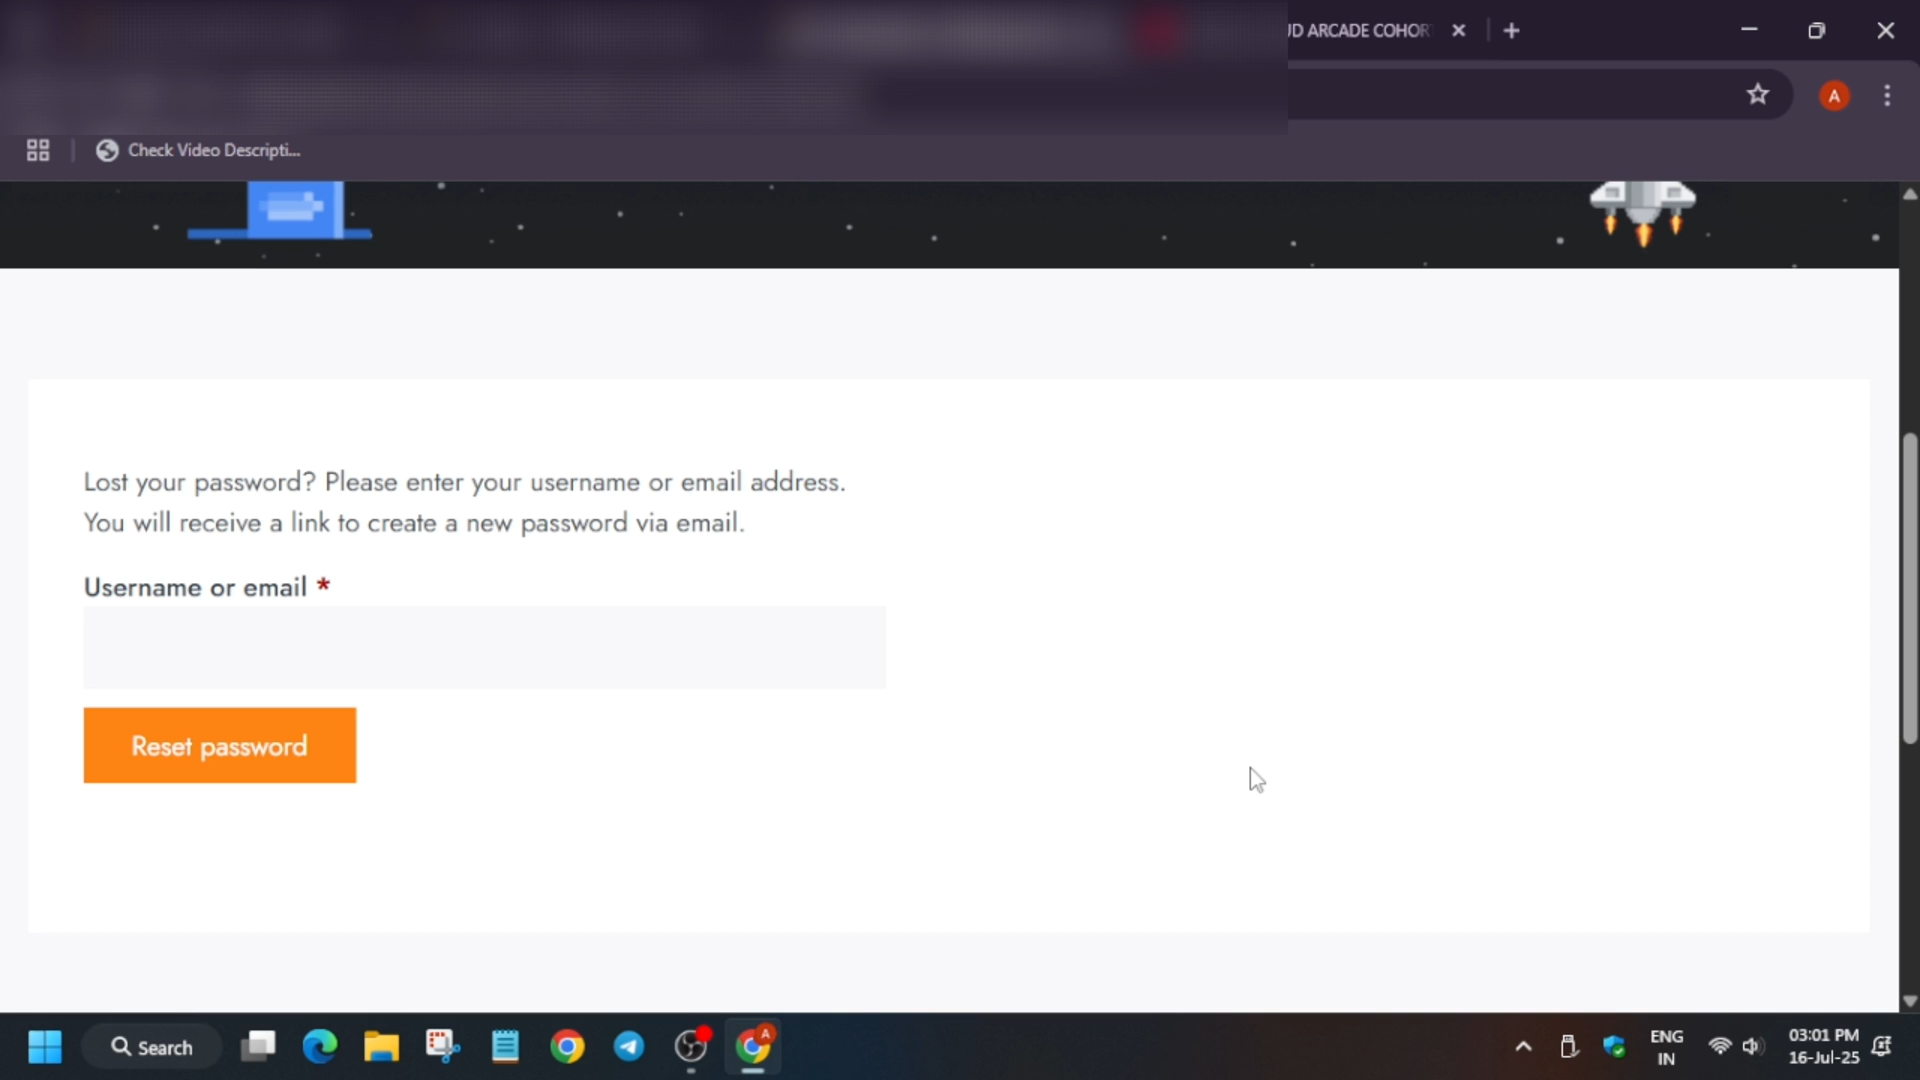 UD ARCADE COHOR
A
Check Video Descripti...
Lost your password? Please enter your username or email address.
You will receive a link to create a new password via email.
Username or email *
Reset password
Search
A
ENG
IN
03:01 PM
16-Jul-25